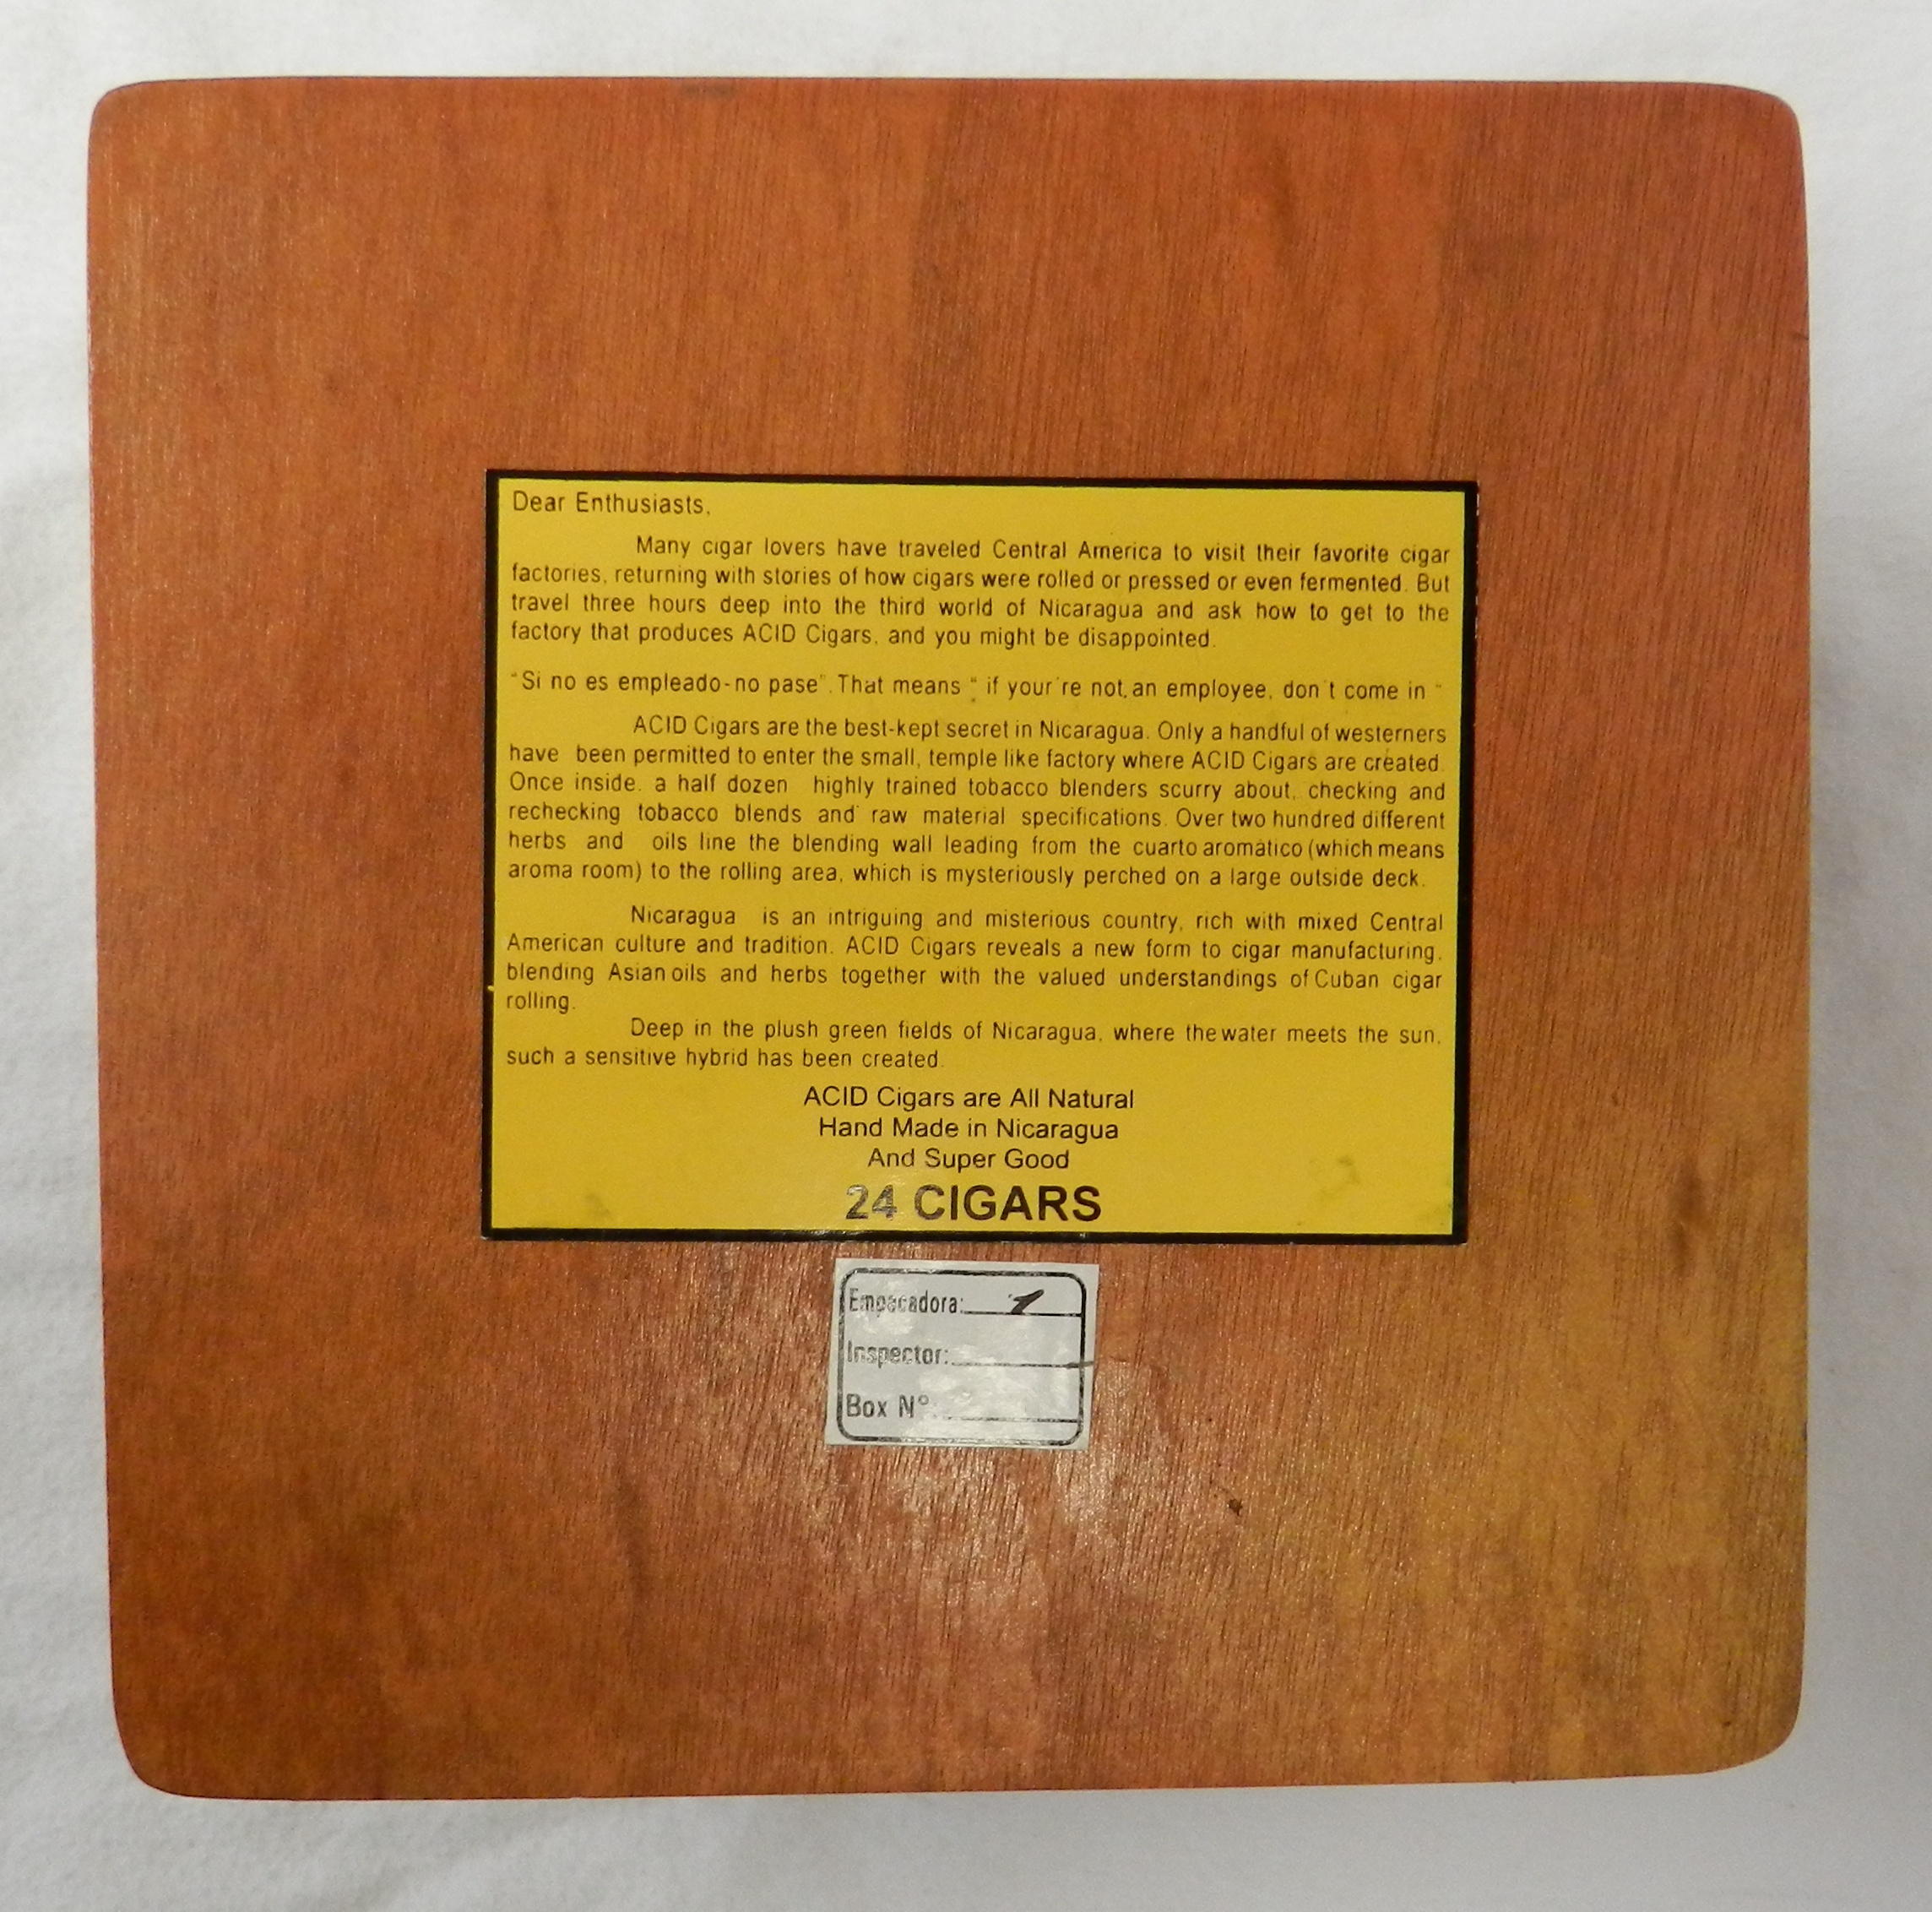 Dear Enthusiasts,
Many cigar lovers have traveled Central America to visit their favorite cigar
factories, returning with stories of how cigars were rolled or pressed or even fermented. But
travel three hours deep into the third world of Nicaragua and ask how to get to the
factory that produces ACID Cigars, and you might be disappointed.
"Si no es empleado-no pase". That means " if your're not, an employee, don't come in "
ACID Cigars are the best-kept secret in Nicaragua. Only a handful of westerners
have been permitted to enter the small, temple like factory where ACID Cigars are created.
Once inside, a half dozen highly trained tobacco blenders scurry about, checking and
rechecking tobacco blends and raw material specifications. Over two hundred different
herbs and oils line the blending wall leading from the cuarto aromático (which means
aroma room) to the rolling area, which is mysteriously perched on a large outside deck.
Nicaragua is an intriguing and misterious country, rich with mixed Central
American culture and tradition. ACID Cigars reveals a new form to cigar manufacturing,
blending Asian oils and herbs together with the valued understandings of Cuban cigar
rolling.
Deep in the plush green fields of Nicaragua, where the water meets the sun,
such a sensitive hybrid has been created.
ACID Cigars are All Natural
Hand Made in Nicaragua
And Super Good
24 CIGARS
Empacadora: 1
Inspector:
Box Nº